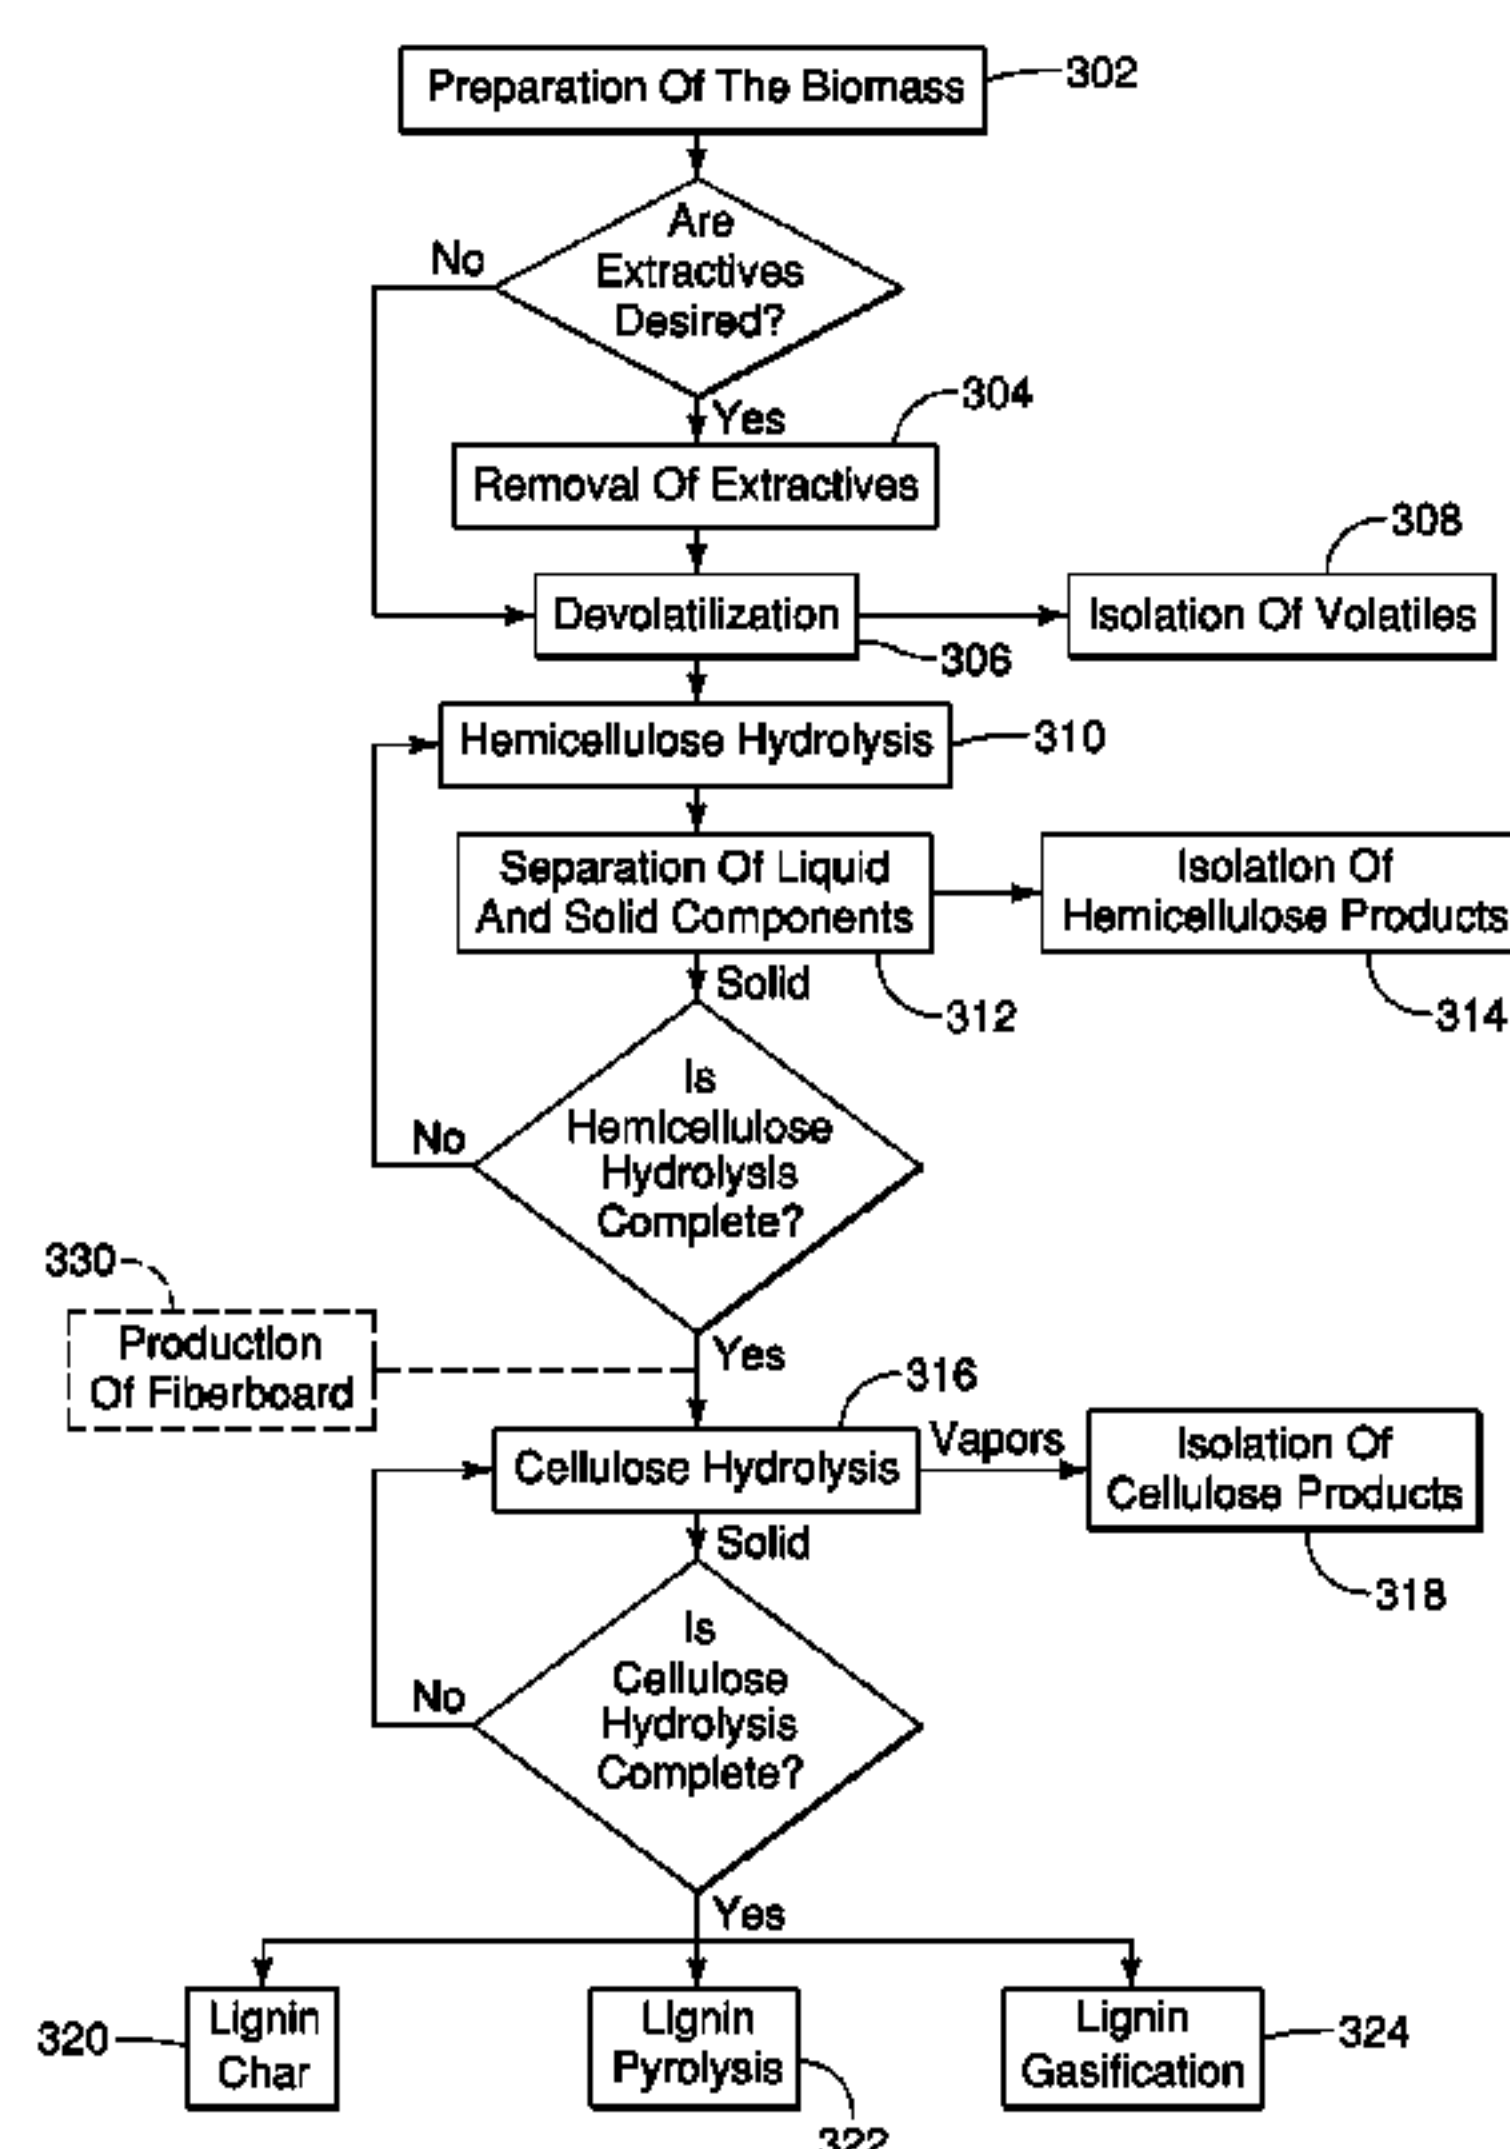 Preparation Of The Biomass
302
Are
Extractives
Desired?
No
Yes
304
Removal Of Extractives
308
Devolatilization
Isolation Of Volatiles
306
Hemicellulose Hydrolysis
310
Separation Of Liquid
And Solid Components
Isolation Of
Hemicellulose Products
Solid
312
314
Is
Hemicellulose
Hydrolysis
Complete?
No
330
Production
Of Fiberboard
Yes
316
Cellulose Hydrolysis
Vapors
Isolation Of
Cellulose Products
Solid
318
Is
Cellulose
Hydrolysis
Complete?
No
Yes
320
Lignin
Char
Lignin
Pyrolysis
Lignin
Gasification
324
322